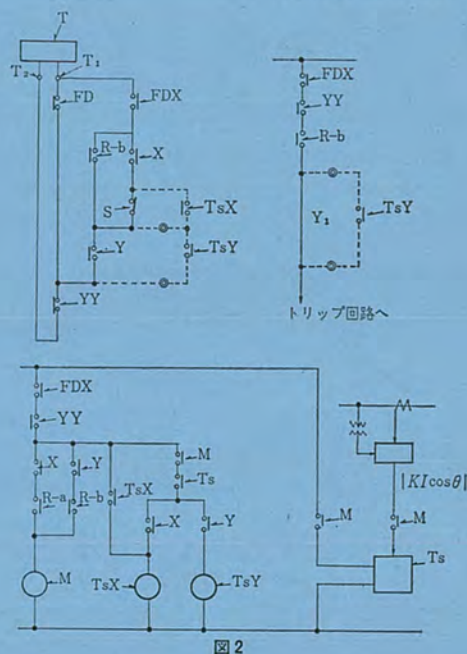 T
T₂
T₁
FD
FDX
R-b
X
S
TsX
Y
TsY
YY
FDX
YY
R-b
Y₁
TsY
トリップ回路へ
FDX
YY
X
Y
R-a
R-b
TsX
M
Ts
X
Y
M
TsX
TsY
M
|KIcosθ|
M
Ts
図2